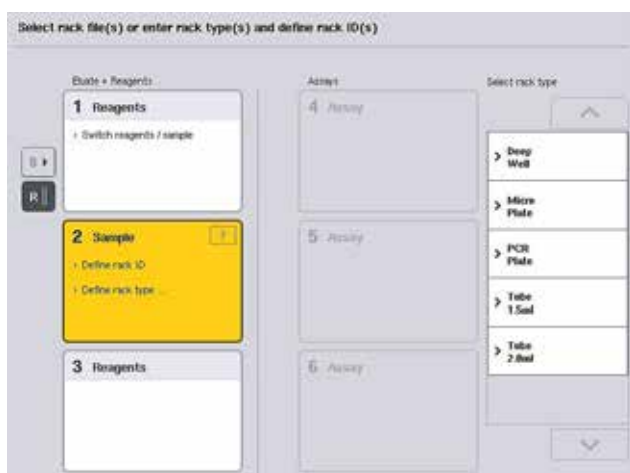 Select rack file(s) or enter rack type(s) and define rack ID(s)
Eluate + Reagents
Assays
Select rack type
1 Reagents
› Switch reagents / sample
4 Assay
› Deep
Well
S
R
› Micro
Plate
2 Sample
› Define rack ID
› Define rack type ...
5 Assay
› PCR
Plate
› Tube
1.5ml
› Tube
2.0ml
3 Reagents
6 Assay